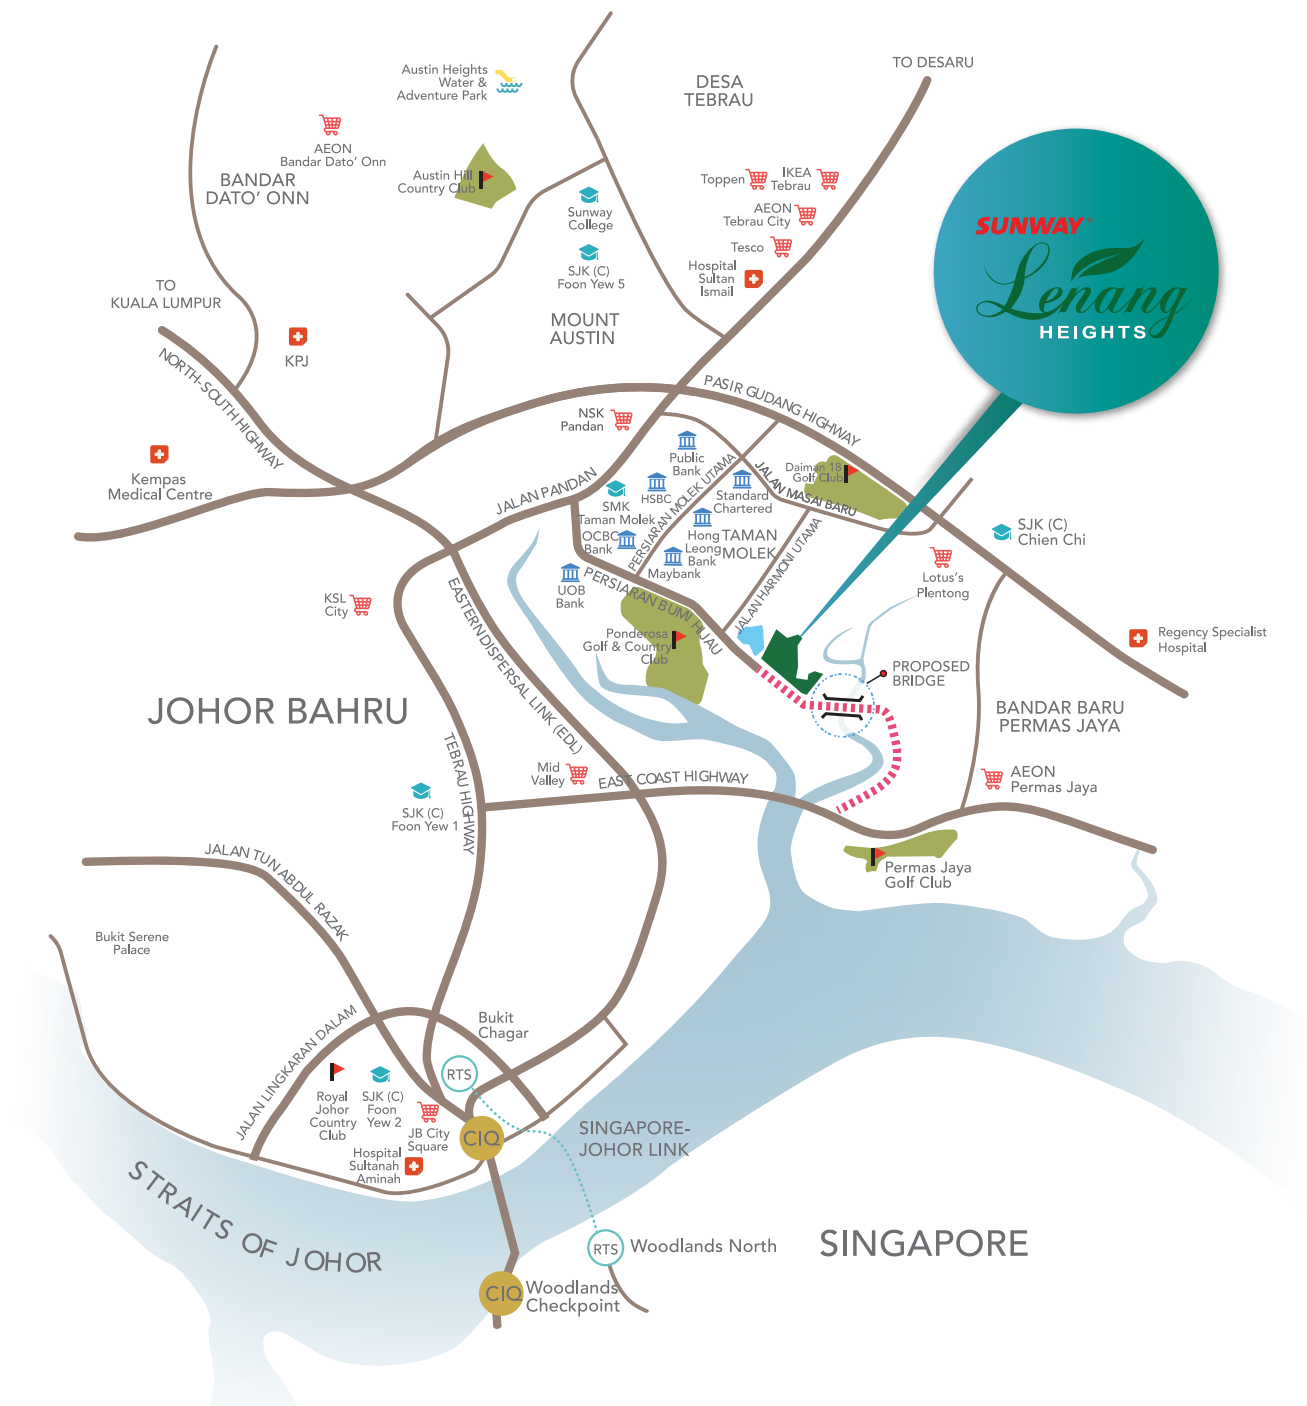 TO DESARU
Austin Heights
Water &
Adventure Park
DESA
TEBRAU
AEON
Bandar Dato' Onn
BANDAR
DATO' ONN
Austin Hill
Country Club
Toppen
IKEA
Tebrau
AEON
Tebrau City
Tesco
Hospital
Sultan
Ismail
Sunway
College
SJK (C)
Foon Yew 5
SUNWAY
Lenang
HEIGHTS
TO
KUALA LUMPUR
MOUNT
AUSTIN
KPJ
NORTH-SOUTH HIGHWAY
PASIR GUDANG HIGHWAY
NSK
Pandan
Kempas
Medical Centre
JALAN PANDAN
Public
Bank
HSBC
SMK
Taman Molek
OCBC
Bank
PERSIARAN MOLEK UTAMA
Standard
Chartered
JALAN MASAI BARU
Daiman 18
Golf Club
Hong
Leong
Bank
TAMAN
MOLEK
Maybank
JALAN HARMONI UTAMA
SJK (C)
Chien Chi
Lotus's
Plentong
UOB
Bank
PERSIARAN BUMI HIJAU
KSL
City
EASTERN DISPERSAL LINK (EDL)
Ponderosa
Golf & Country
Club
Regency Specialist
Hospital
PROPOSED
BRIDGE
JOHOR BAHRU
BANDAR BARU
PERMAS JAYA
TEBRAU HIGHWAY
Mid
Valley
EAST COAST HIGHWAY
AEON
Permas Jaya
SJK (C)
Foon Yew 1
JALAN TUN ABDUL RAZAK
Permas Jaya
Golf Club
Bukit Serene
Palace
JALAN LINGKARAN DALAM
Bukit
Chagar
RTS
Royal
Johor
Country
Club
SJK (C)
Foon
Yew 2
JB City
Square
CIQ
Hospital
Sultanah
Aminah
SINGAPORE-
JOHOR LINK
STRAITS OF JOHOR
RTS
Woodlands North
SINGAPORE
CIQ
Woodlands
Checkpoint